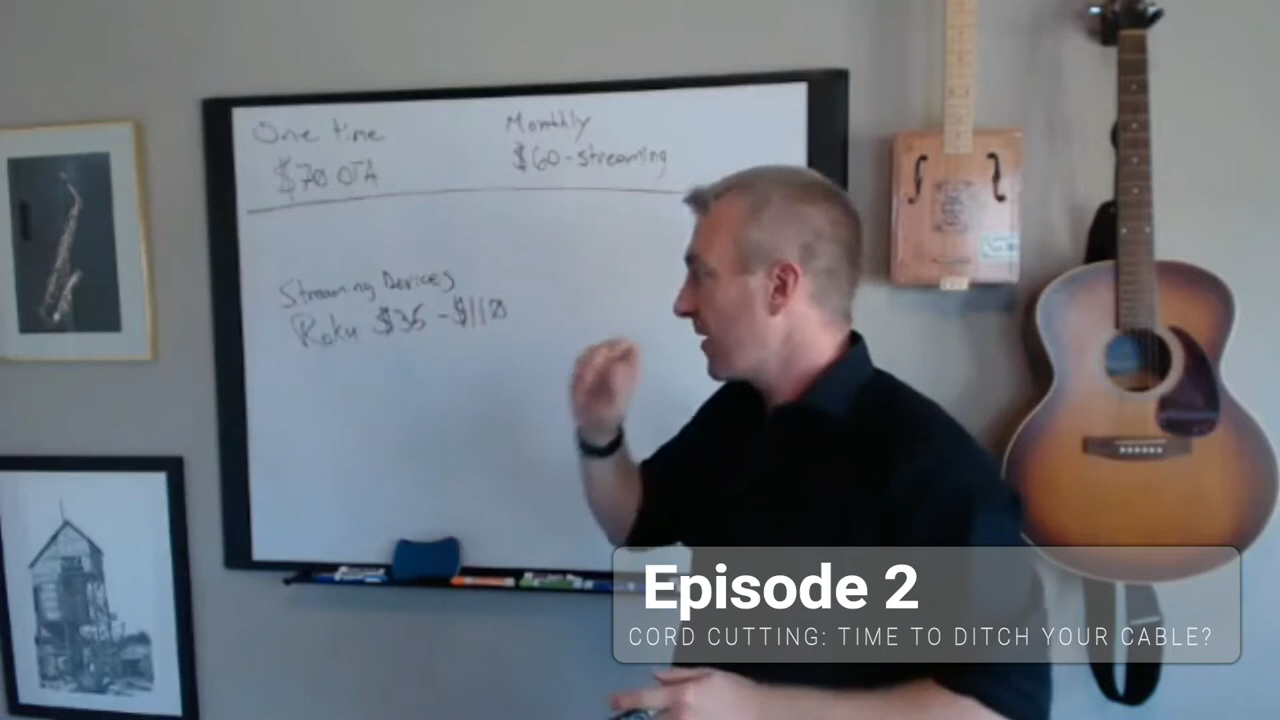 One time
$70 OTA
Monthly
$60-streaming
Streaming Devices
Roku $35 - $110
Episode 2
CORD CUTTING: TIME TO DITCH YOUR CABLE?